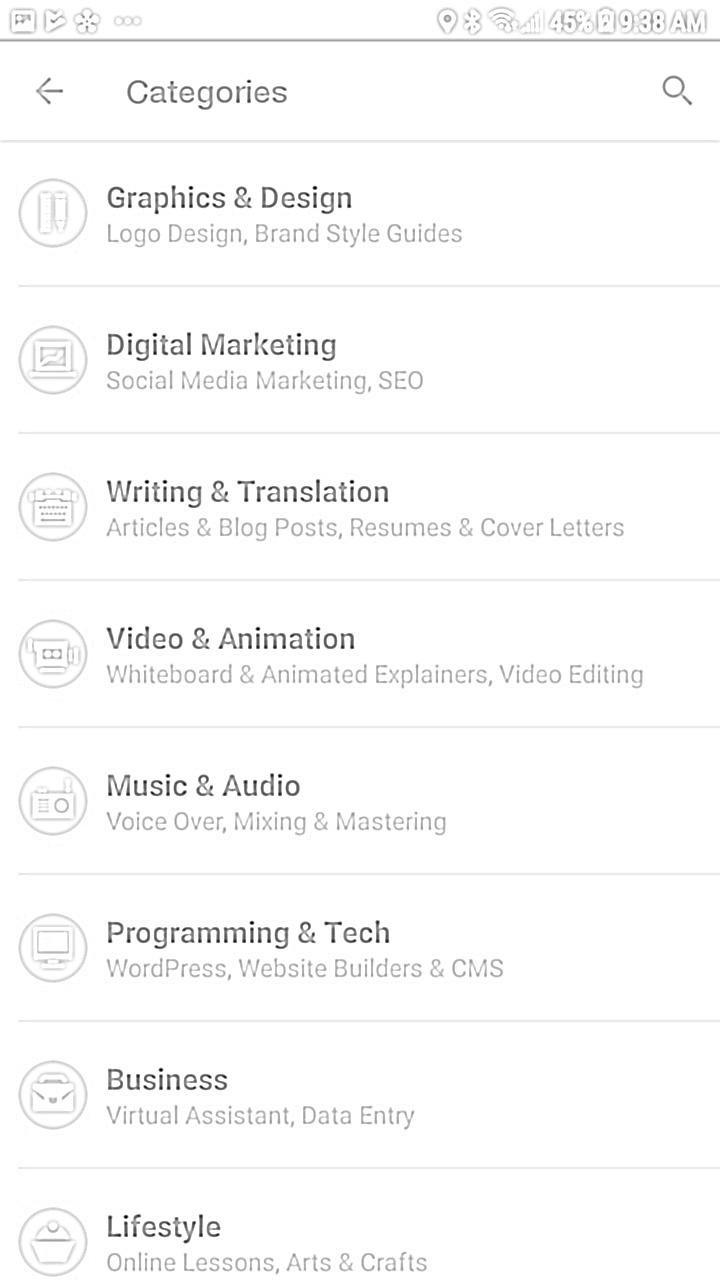 45% 9:38 AM
Categories
Graphics & Design
Logo Design, Brand Style Guides
Digital Marketing
Social Media Marketing, SEO
Writing & Translation
Articles & Blog Posts, Resumes & Cover Letters
Video & Animation
Whiteboard & Animated Explainers, Video Editing
Music & Audio
Voice Over, Mixing & Mastering
Programming & Tech
WordPress, Website Builders & CMS
Business
Virtual Assistant, Data Entry
Lifestyle
Online Lessons, Arts & Crafts